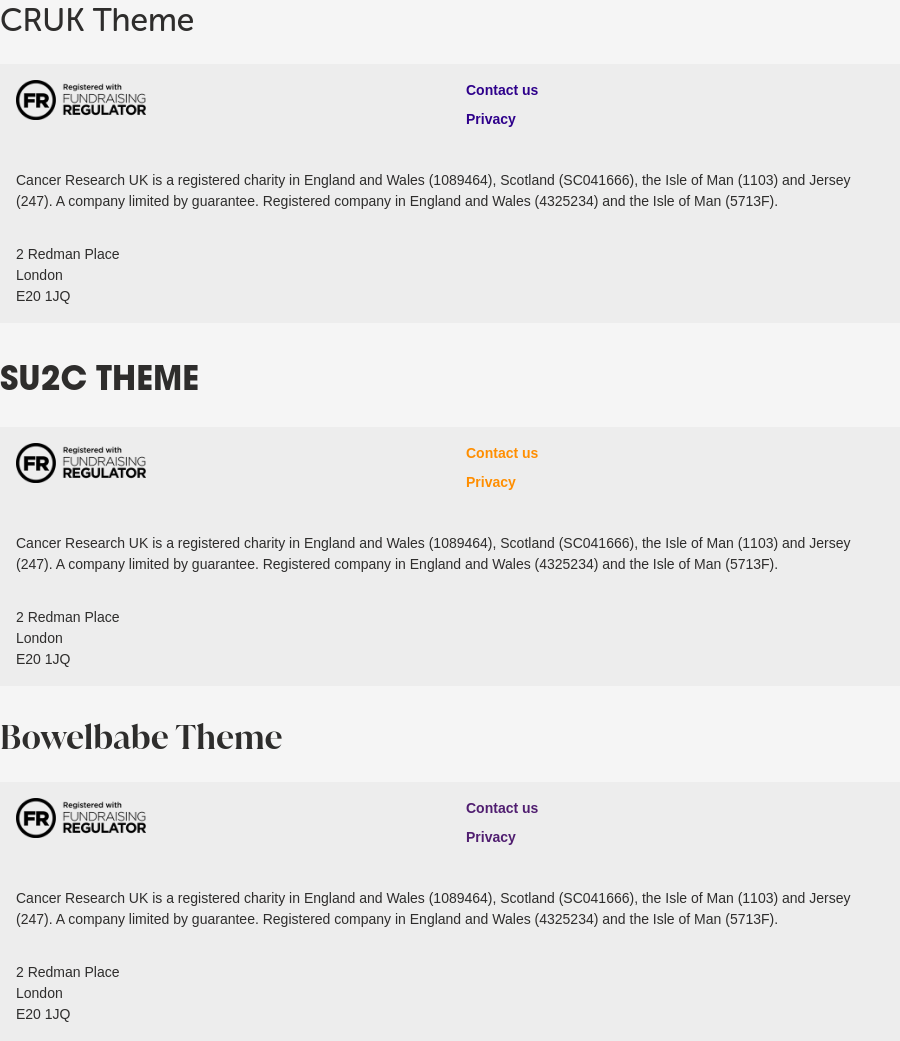 CRUK Theme
FR
Registered with
FUNDRAISING
REGULATOR
Contact us
Privacy
Cancer Research UK is a registered charity in England and Wales (1089464), Scotland (SC041666), the Isle of Man (1103) and Jersey
(247). A company limited by guarantee. Registered company in England and Wales (4325234) and the Isle of Man (5713F).
2 Redman Place
London
E20 1JQ
SU2C THEME
FR
Registered with
FUNDRAISING
REGULATOR
Contact us
Privacy
Cancer Research UK is a registered charity in England and Wales (1089464), Scotland (SC041666), the Isle of Man (1103) and Jersey
(247). A company limited by guarantee. Registered company in England and Wales (4325234) and the Isle of Man (5713F).
2 Redman Place
London
E20 1JQ
Bowelbabe Theme
FR
Registered with
FUNDRAISING
REGULATOR
Contact us
Privacy
Cancer Research UK is a registered charity in England and Wales (1089464), Scotland (SC041666), the Isle of Man (1103) and Jersey
(247). A company limited by guarantee. Registered company in England and Wales (4325234) and the Isle of Man (5713F).
2 Redman Place
London
E20 1JQ